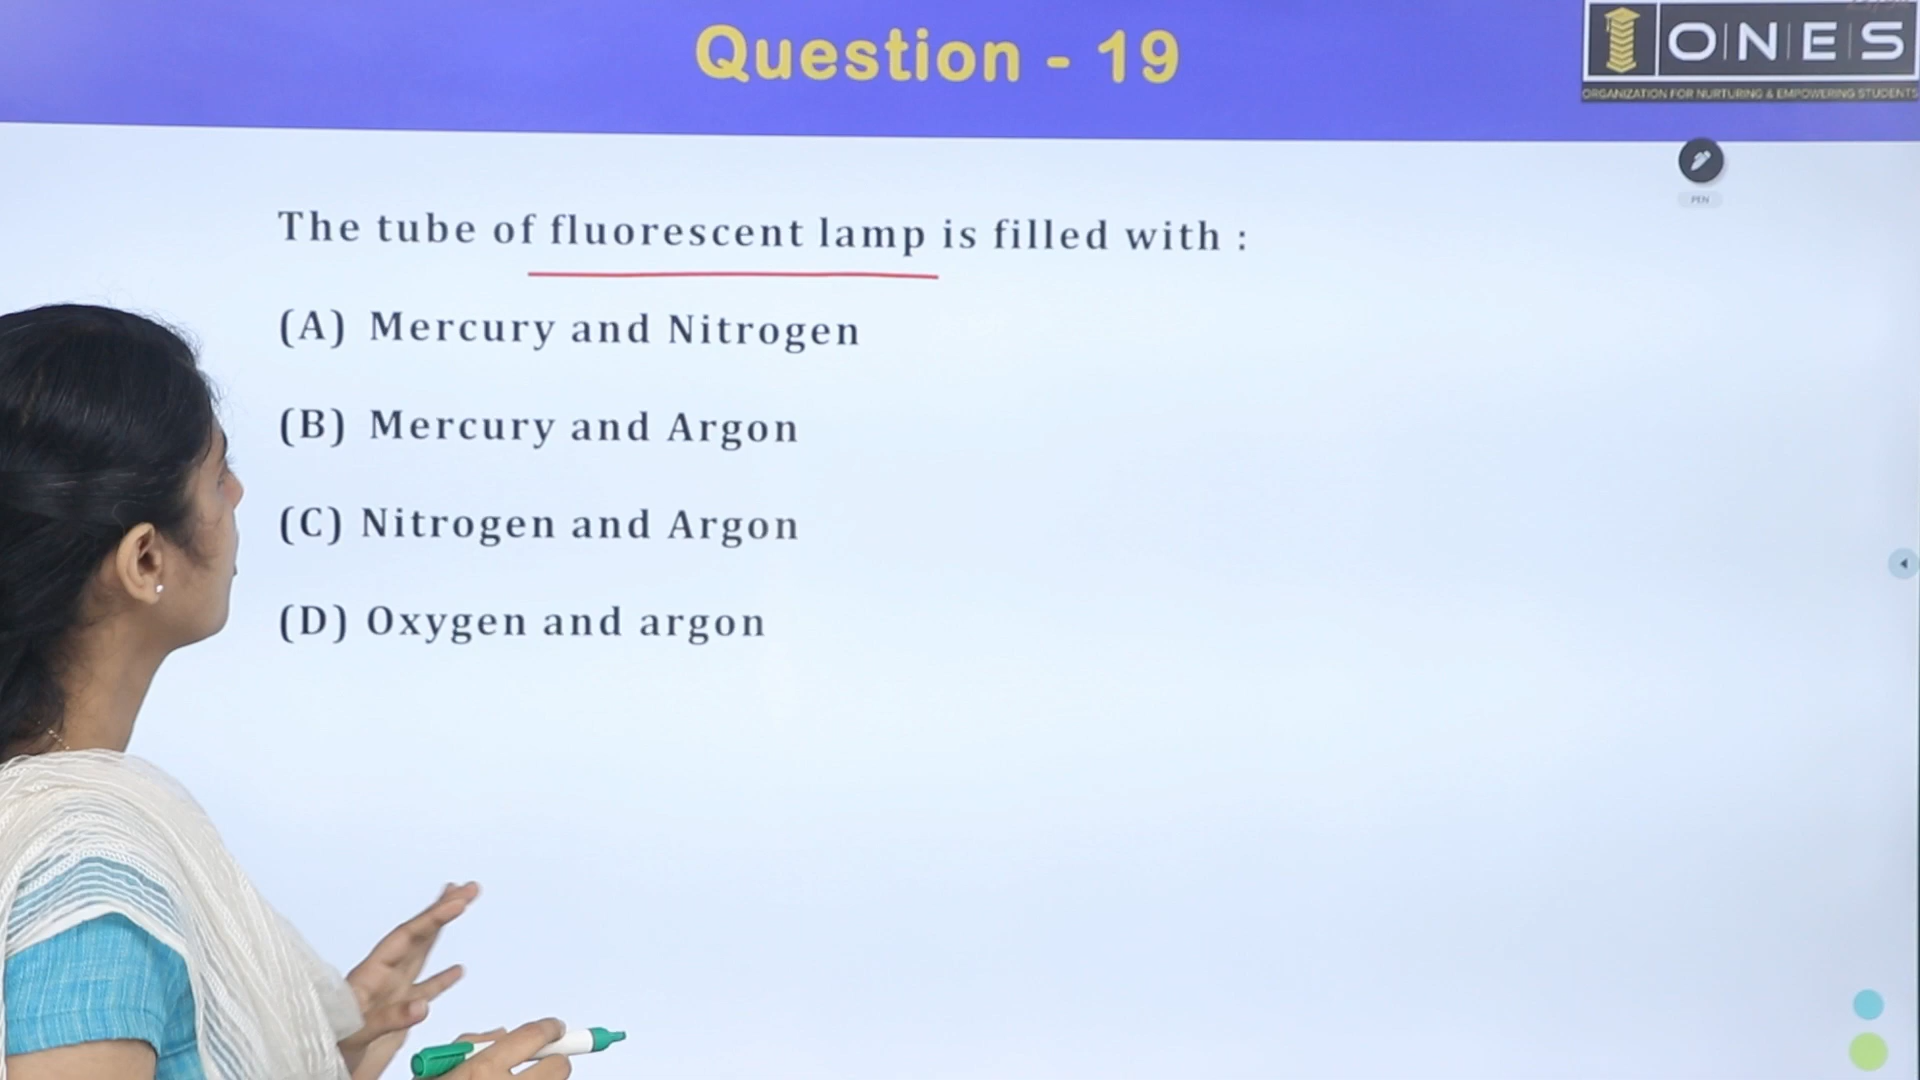 Question - 19
O|N|E|S
ORGANIZATION FOR NURTURING & EMPOWERING STUDENTS
PEN
The tube of fluorescent lamp is filled with :
(A) Mercury and Nitrogen
(B) Mercury and Argon
(C) Nitrogen and Argon
(D) Oxygen and argon